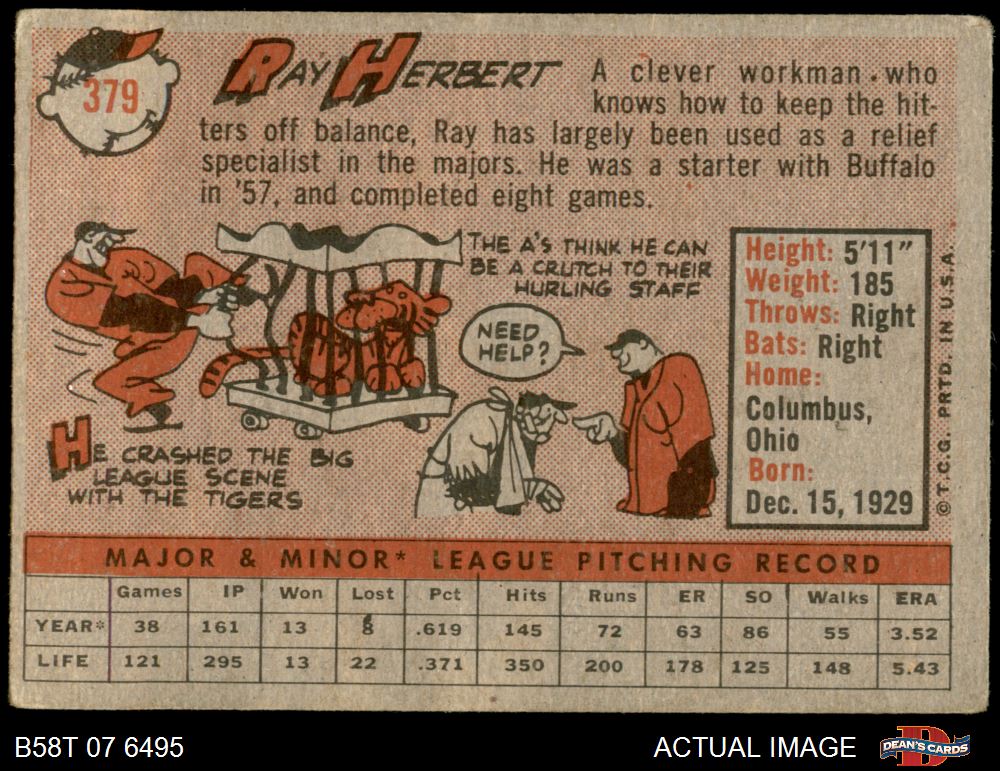 379
RAY HERBERT
A clever workman who
knows how to keep the hit-
ters off balance, Ray has largely been used as a relief
specialist in the majors. He was a starter with Buffalo
in '57, and completed eight games.
THE A'S THINK HE CAN
BE A CRUTCH TO THEIR
HURLING STAFF
NEED
HELP?
HE CRASHED THE BIG
LEAGUE SCENE
WITH THE TIGERS
Height: 5'11"
Weight: 185
Throws: Right
Bats: Right
Home:
Columbus,
Ohio
Born:
Dec. 15, 1929
© T.C.G. PRTD. IN U.S.A.
MAJOR & MINOR* LEAGUE PITCHING RECORD
Games IP Won Lost Pct Hits Runs ER SO Walks ERA
YEAR* 38 161 13 8 .619 145 72 63 86 55 3.52
LIFE 121 295 13 22 .371 350 200 178 125 148 5.43
B58T 07 6495
ACTUAL IMAGE
DEAN'S CARDS